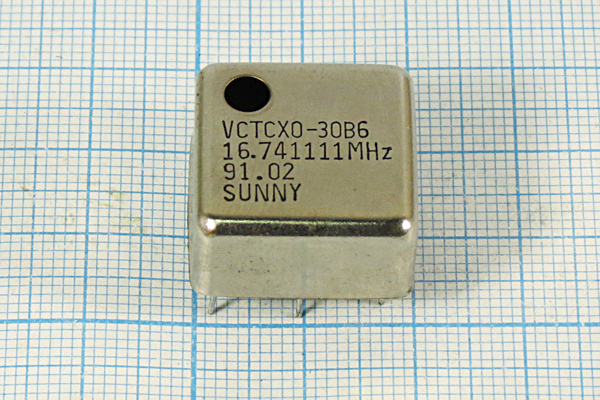 VCTCXO-30B6
16.741111MHz
91.02
SUNNY